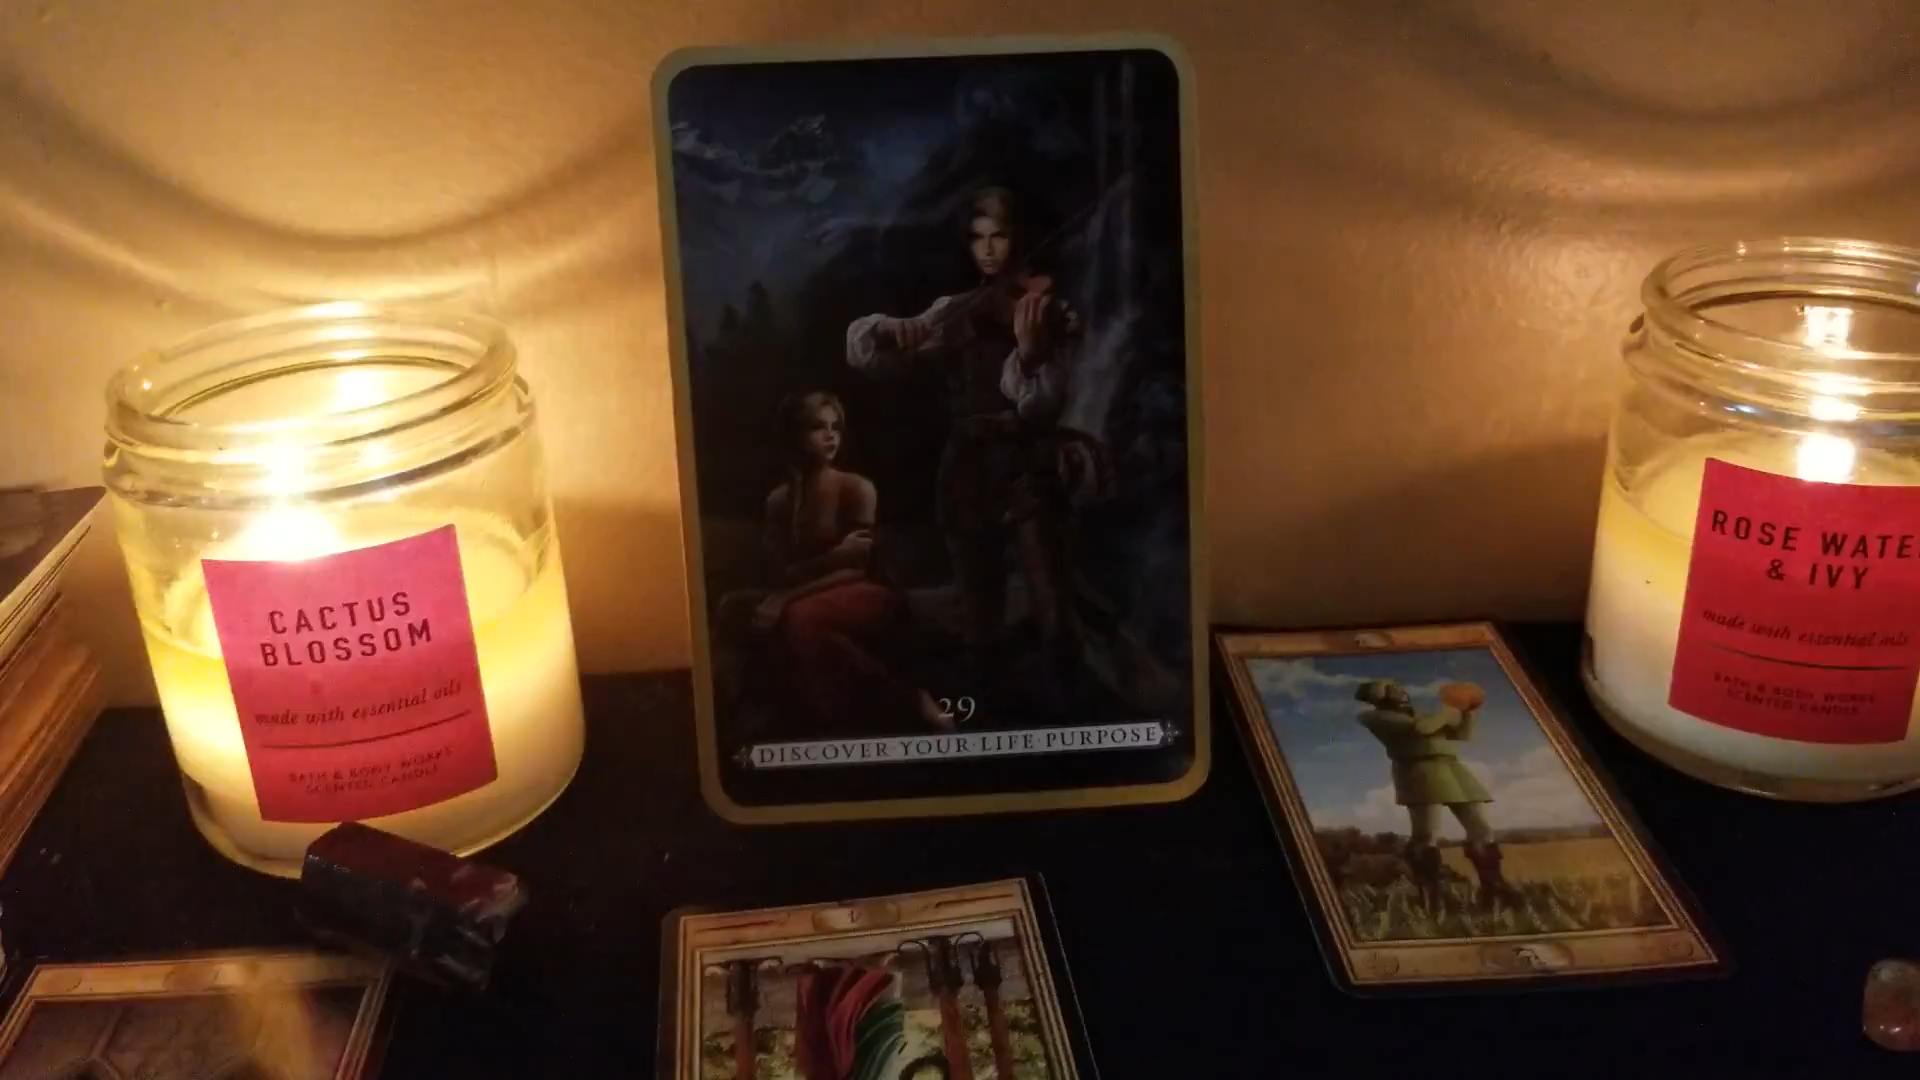 CACTUS
BLOSSOM
made with essential oils
BATH & BODY WORKS
SCENTED CANDLE
29
DISCOVER·YOUR·LIFE·PURPOSE
ROSE WATE
& IVY
made with essential oils
BATH & BODY WORKS
SCENTED CANDLE